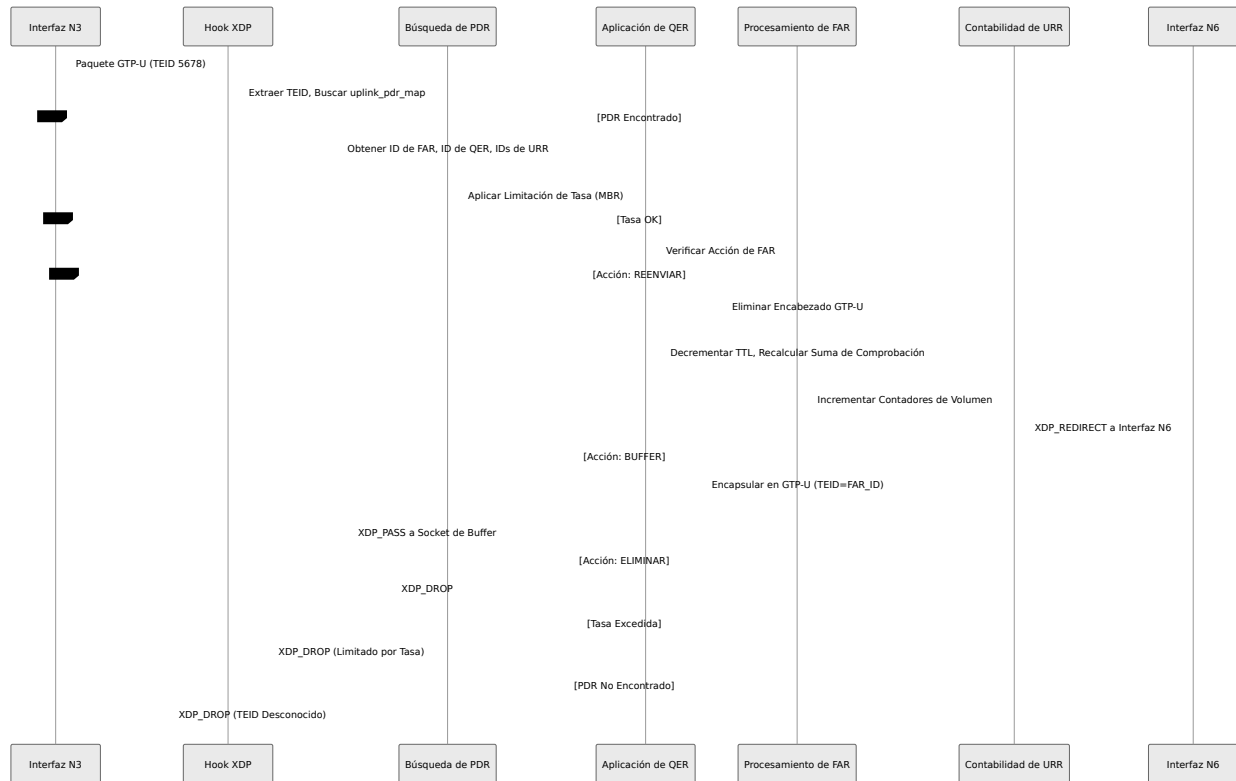 Interfaz N3
Hook XDP
Búsqueda de PDR
Aplicación de QER
Procesamiento de FAR
Contabilidad de URR
Interfaz N6
Paquete GTP-U (TEID 5678)
Extraer TEID, Buscar uplink_pdr_map
[PDR Encontrado]
Obtener ID de FAR, ID de QER, IDs de URR
Aplicar Limitación de Tasa (MBR)
[Tasa OK]
Verificar Acción de FAR
[Acción: REENVIAR]
Eliminar Encabezado GTP-U
Decrementar TTL, Recalcular Suma de Comprobación
Incrementar Contadores de Volumen
XDP_REDIRECT a Interfaz N6
[Acción: BUFFER]
Encapsular en GTP-U (TEID=FAR_ID)
XDP_PASS a Socket de Buffer
[Acción: ELIMINAR]
XDP_DROP
[Tasa Excedida]
XDP_DROP (Limitado por Tasa)
[PDR No Encontrado]
XDP_DROP (TEID Desconocido)
Interfaz N3
Hook XDP
Búsqueda de PDR
Aplicación de QER
Procesamiento de FAR
Contabilidad de URR
Interfaz N6